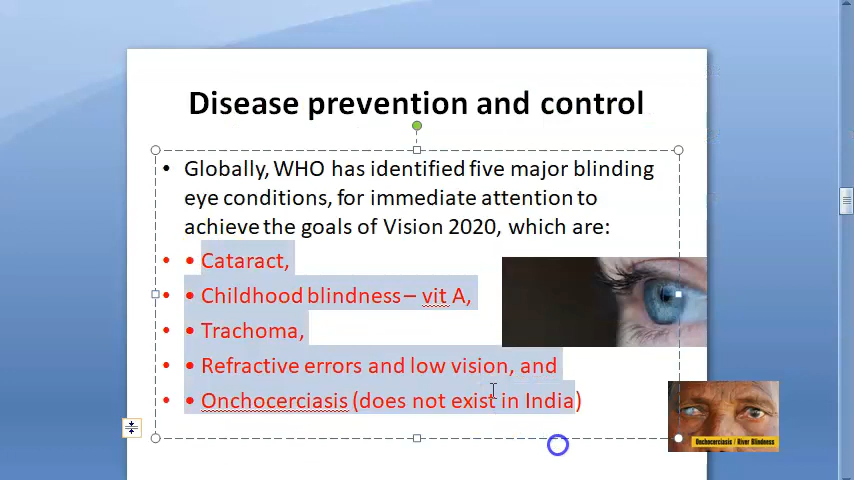 Disease prevention and control
• Globally, WHO has identified five major blinding
eye conditions, for immediate attention to
achieve the goals of Vision 2020, which are:
• • Cataract,
• • Childhood blindness – vit A,
• • Trachoma,
• • Refractive errors and low vision, and
• • Onchocerciasis (does not exist in India)
Onchocerciasis / River Blindness